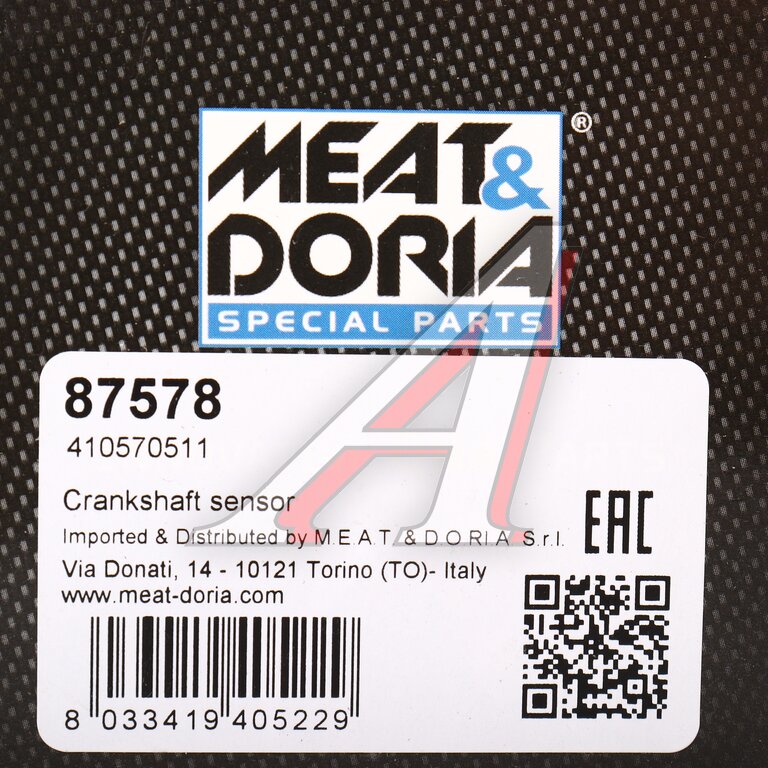 MEAT&
DORIA
®
SPECIAL PARTS
87578
410570511
Crankshaft sensor
Imported & Distributed by M.E.A.T. & D.O.R.I.A. S.r.l.
EAC
Via Donati, 14 - 10121 Torino (TO)- Italy
www.meat-doria.com
8 033419 405229